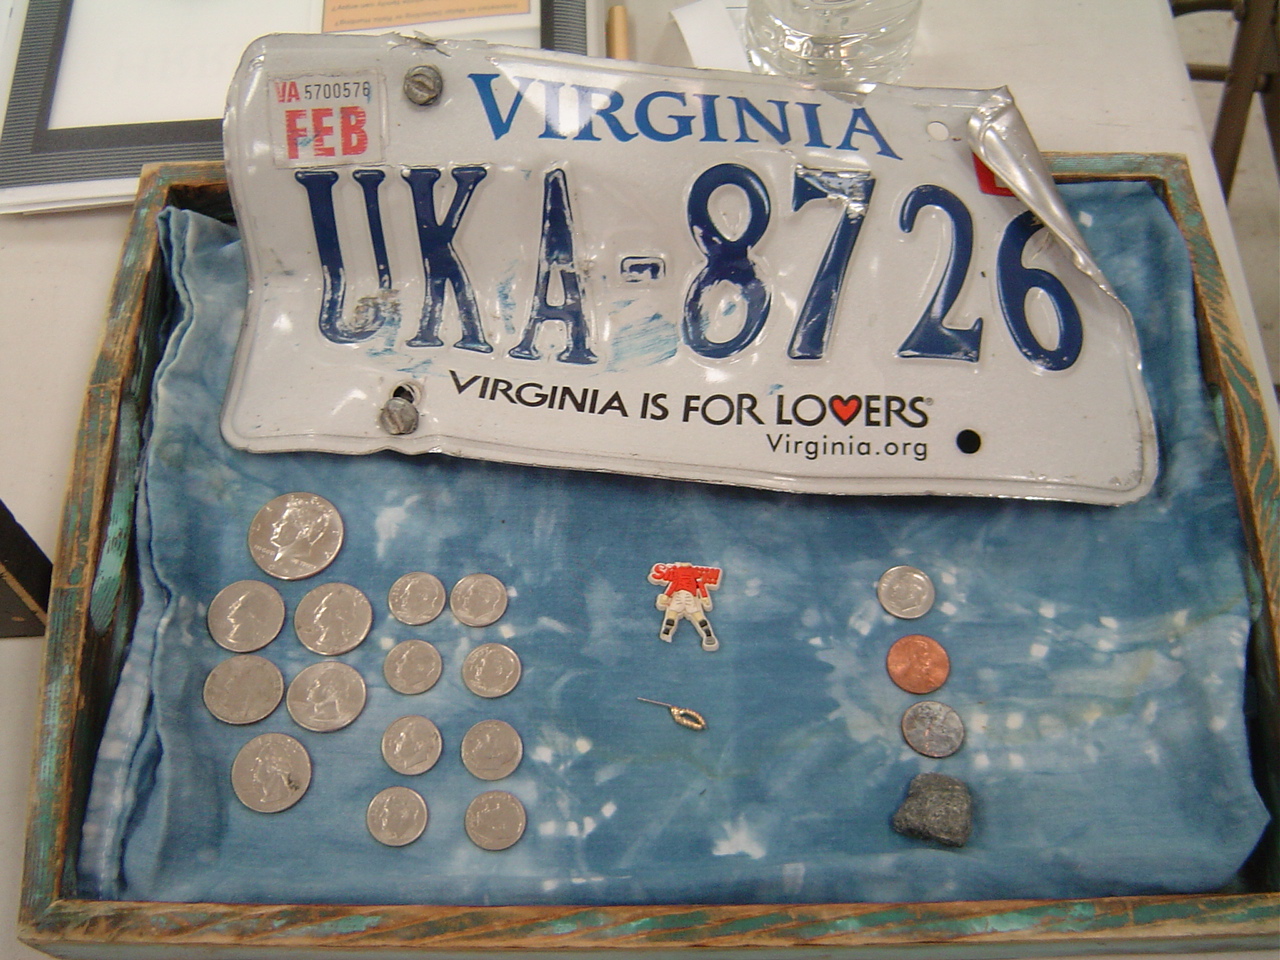 VA 5700576
FEB
VIRGINIA
UKA-8726
VIRGINIA IS FOR LOVERS®
Virginia.org